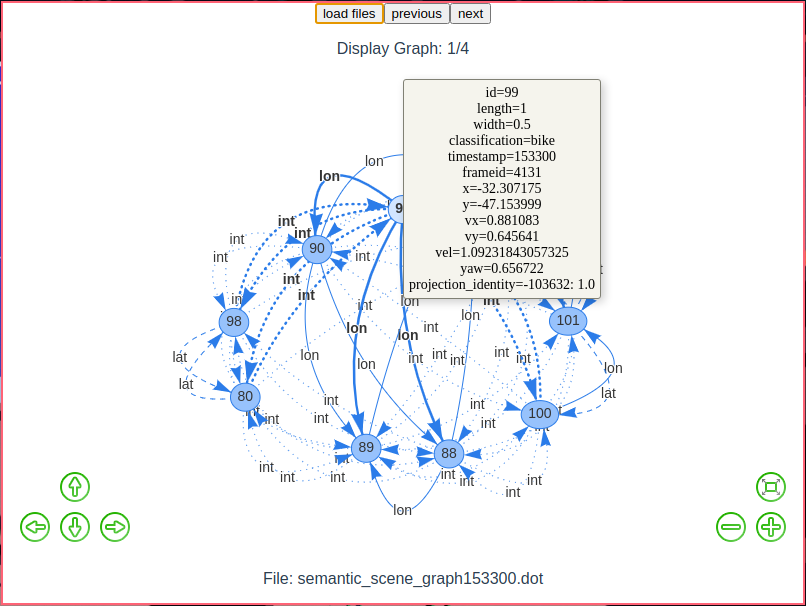 load files previous next
Display Graph: 1/4
id=99
length=1
width=0.5
classification=bike
timestamp=153300
frameid=4131
x=-32.307175
y=-47.153999
vx=0.881083
vy=0.645641
vel=1.09231843057325
yaw=0.656722
projection_identity=-103632: 1.0
lon
lon
9
int
int
int
90
int
int
int
int
int
int
lon
int
98
int
lon
int
lon
101
lat
lon
int
int
int
int
int
lon
lon
lat
80
int
int
lat
int
int
int
100
int
int
89
88
int
int
int
int
int
int
int
int
lon
File: semantic_scene_graph153300.dot